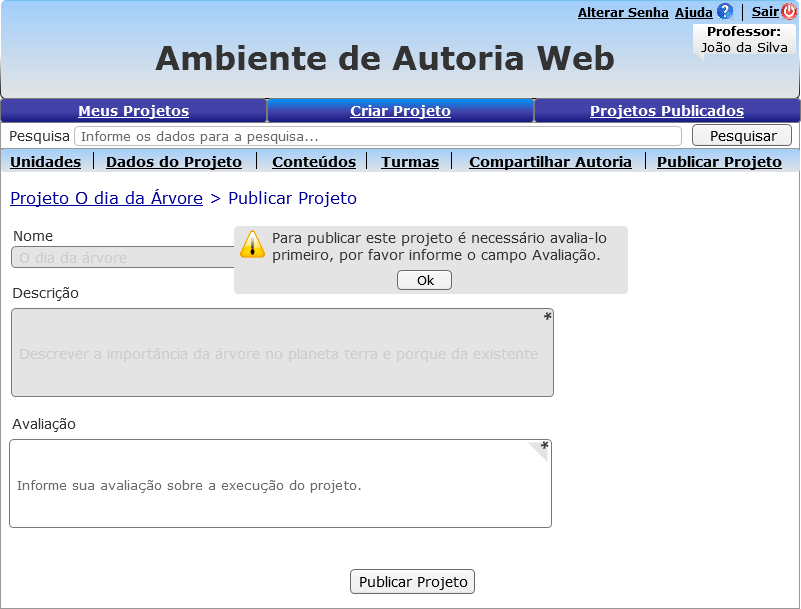 Alterar Senha Ajuda ? Sair
Professor:
João da Silva
Ambiente de Autoria Web
Meus Projetos Criar Projeto Projetos Publicados
Pesquisa Informe os dados para a pesquisa... Pesquisar
Unidades Dados do Projeto Conteúdos Turmas Compartilhar Autoria Publicar Projeto
Projeto O dia da Árvore > Publicar Projeto
Nome
O dia da árvore
Para publicar este projeto é necessário avalia-lo
primeiro, por favor informe o campo Avaliação.
Ok
Descrição
*
Descrever a importância da árvore no planeta terra e porque da existente
Avaliação
*
Informe sua avaliação sobre a execução do projeto.
Publicar Projeto